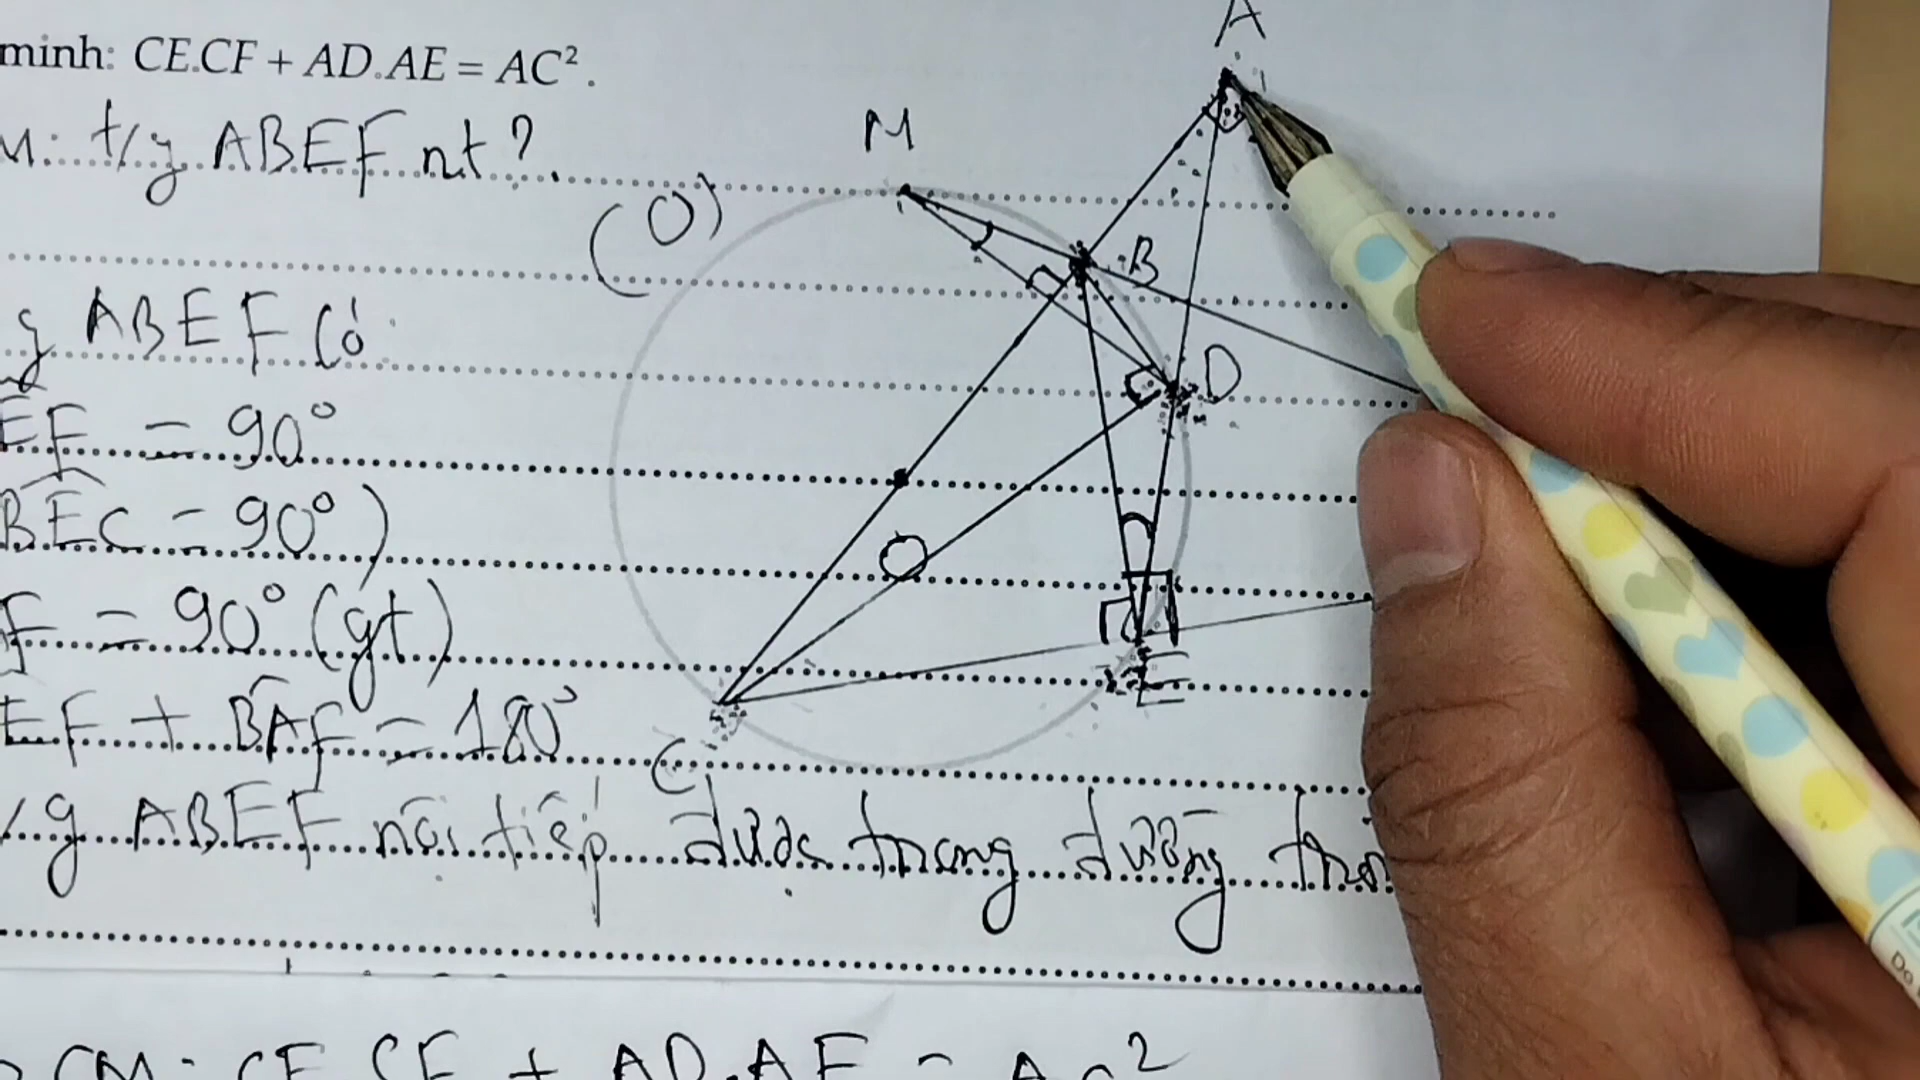 minh: CE.CF + AD.AE = AC².
M: t/g ABEF nt?
(O)
M
A
B
D
g ABEF Có
EF = 90°
BEC = 90°)
F = 90° (gt)
EF + BAF = 180°
O
E
C
/g ABEF nội tiếp được trong đường
CM: CE.CF + AD.AE = AC²